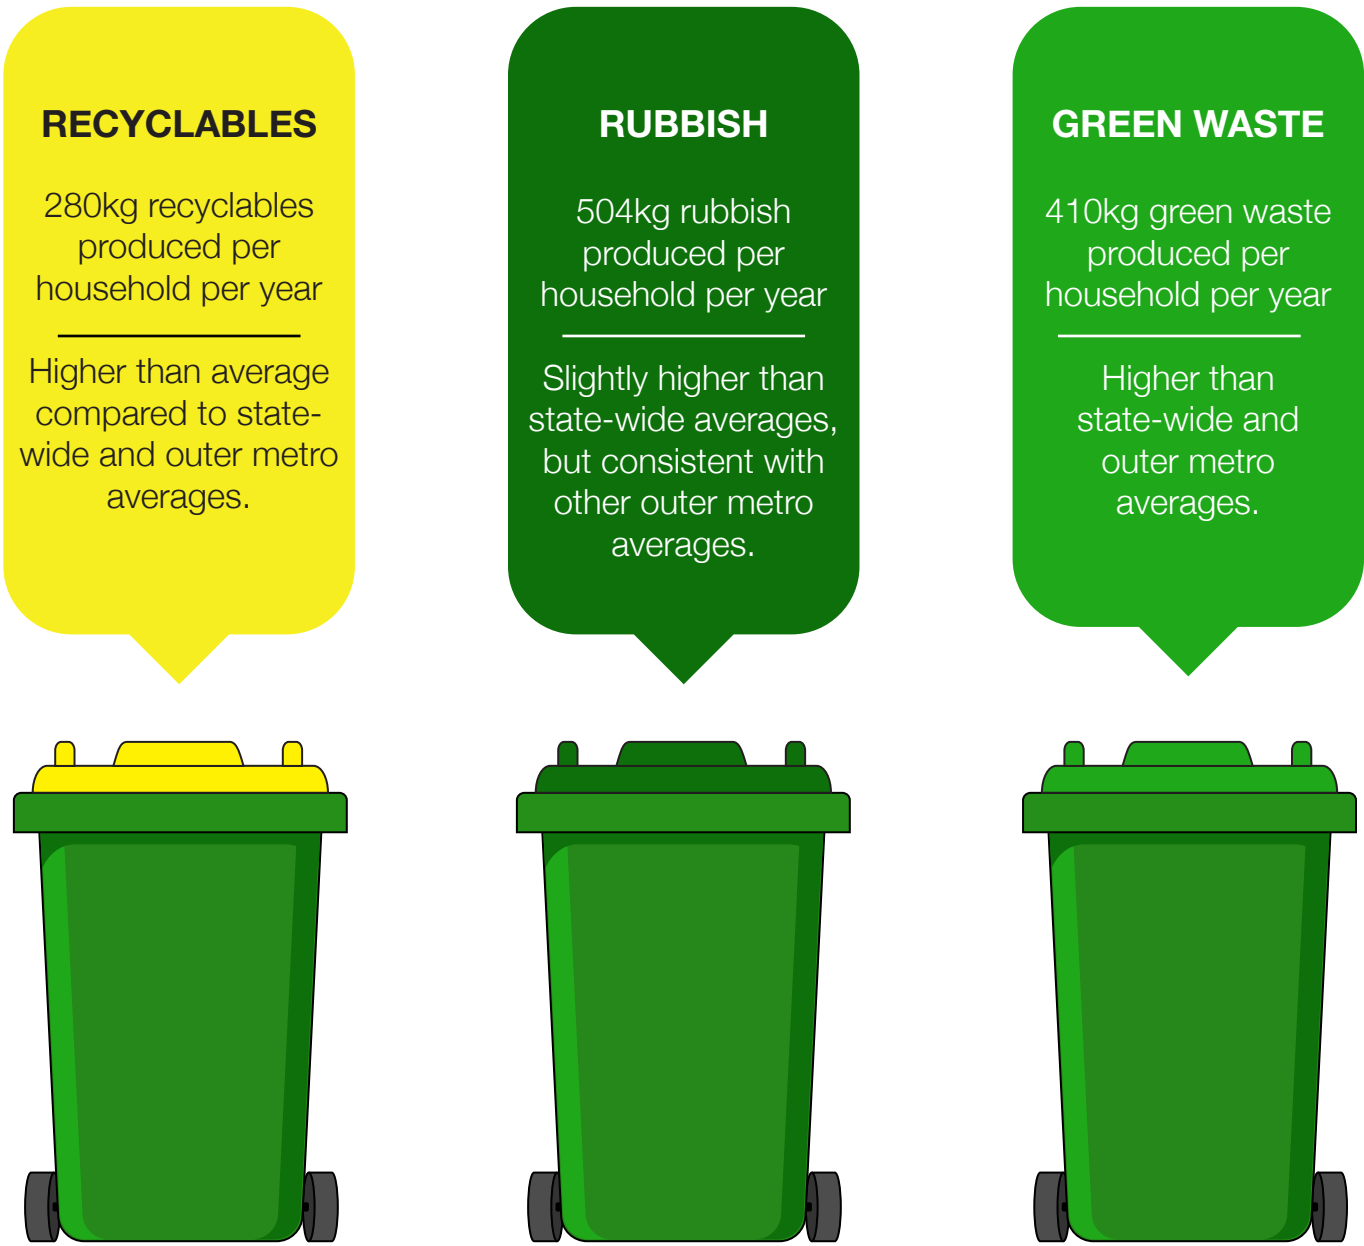 RECYCLABLES
280kg recyclables
produced per
household per year
Higher than average
compared to state-
wide and outer metro
averages.
RUBBISH
504kg rubbish
produced per
household per year
Slightly higher than
state-wide averages,
but consistent with
other outer metro
averages.
GREEN WASTE
410kg green waste
produced per
household per year
Higher than
state-wide and
outer metro
averages.